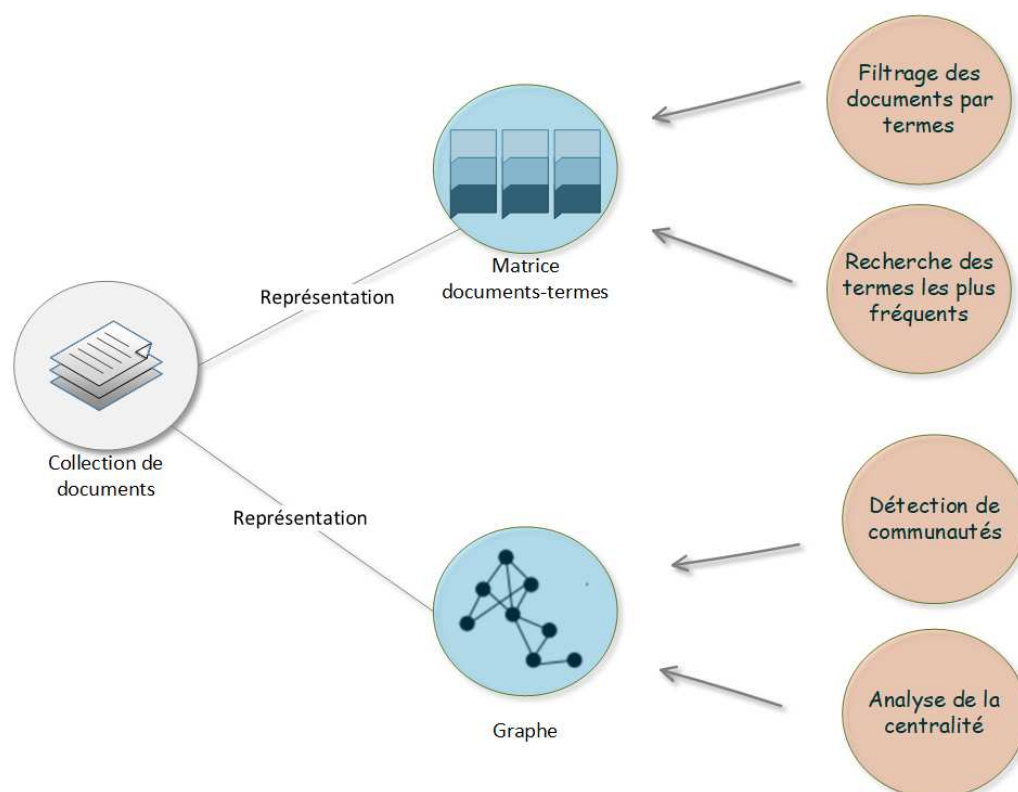 Filtrage des
documents par
termes
Matrice
documents-termes
Recherche des
termes les plus
fréquents
Représentation
Collection de
documents
Représentation
Détection de
communautés
Graphe
Analyse de la
centralité